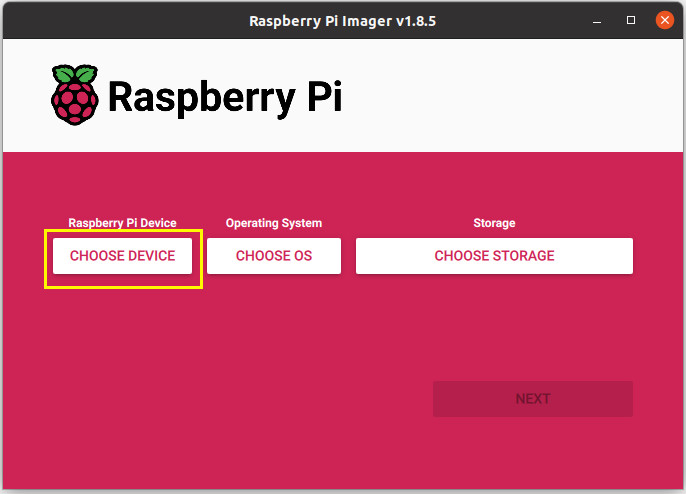 Raspberry Pi Imager v1.8.5
Raspberry Pi
Raspberry Pi Device Operating System Storage
CHOOSE DEVICE CHOOSE OS CHOOSE STORAGE
NEXT